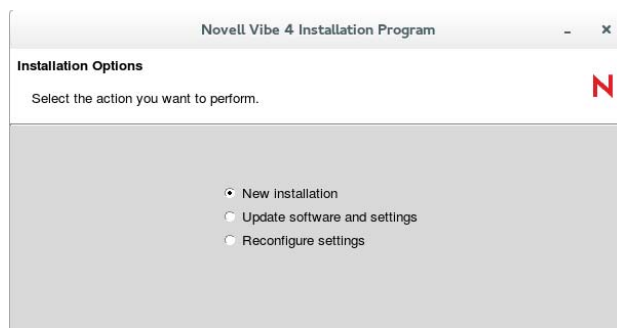 Novell Vibe 4 Installation Program
Installation Options
Select the action you want to perform.
N
New installation
Update software and settings
Reconfigure settings